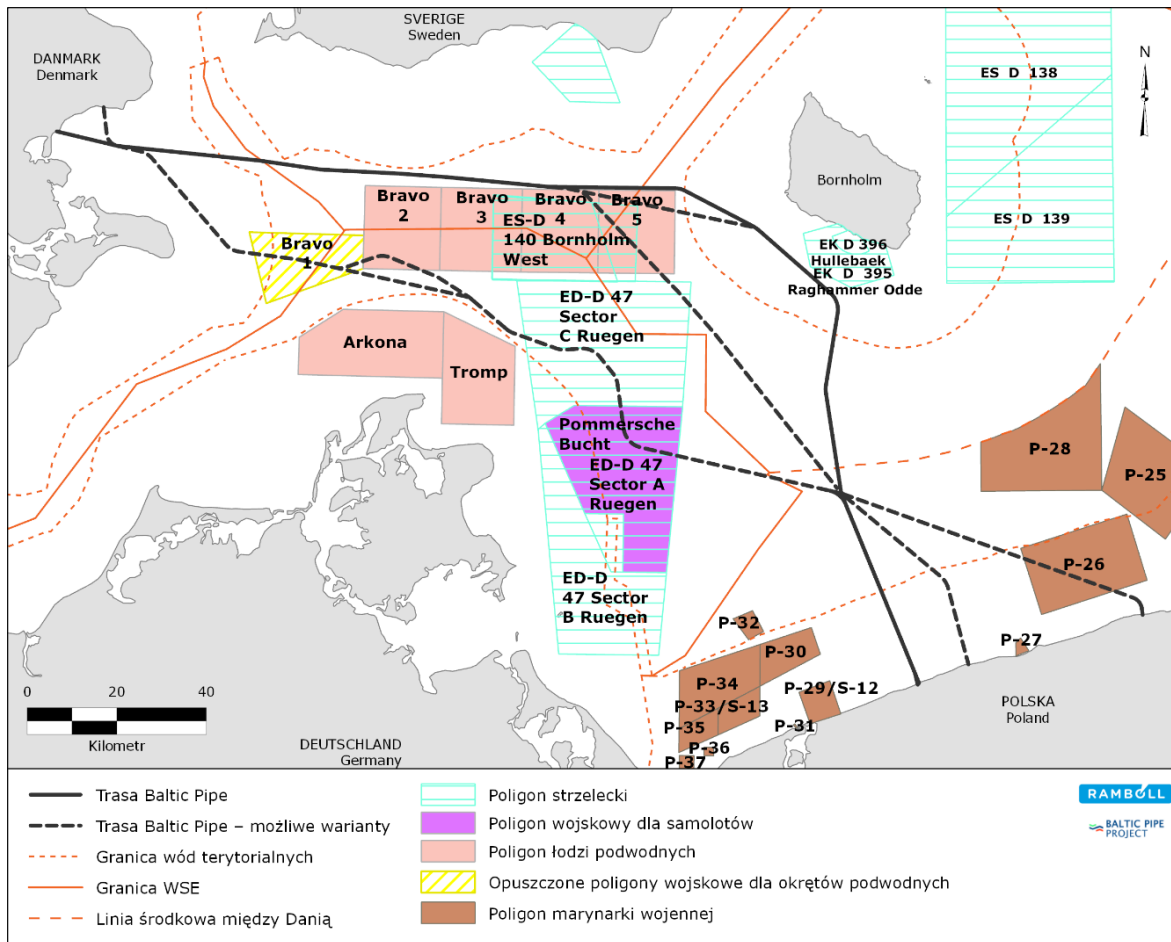 SVERIGE
Sweden
DANMARK
Denmark
N
ES D 138
Bornholm
ES D 139
Bravo
2
Bravo
3
Bravo
4
Bravo
5
ES-D
140 Bornholm
West
Bravo
1
EK D 396
Hullebaek
EK D 395
Raghammer Odde
ED-D 47
Sector
C Ruegen
Arkona
Tromp
Pommersche
Bucht
ED-D 47
Sector A
Ruegen
P-28
P-25
P-26
ED-D
47 Sector
B Ruegen
P-32
P-27
P-30
P-34
P-29/S-12
P-33/S-13
P-31
P-35
P-36
P-37
POLSKA
Poland
0 20 40
Kilometr
DEUTSCHLAND
Germany
Trasa Baltic Pipe
Trasa Baltic Pipe – możliwe warianty
Granica wód terytorialnych
Granica WSE
Linia środkowa między Danią
Poligon strzelecki
Poligon wojskowy dla samolotów
Poligon łodzi podwodnych
Opuszczone poligony wojskowe dla okrętów podwodnych
Poligon marynarki wojennej
RAMBOLL
BALTIC PIPE
PROJECT